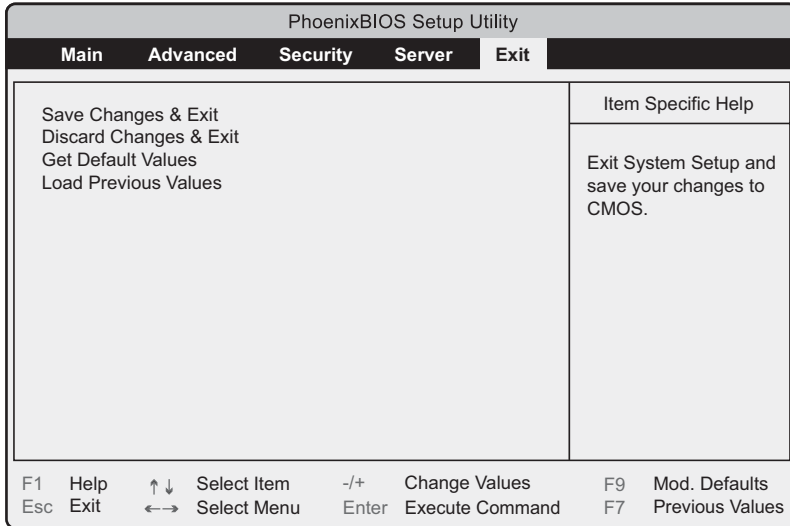 PhoenixBIOS Setup Utility
Main Advanced Security Server Exit
Save Changes & Exit
Discard Changes & Exit
Get Default Values
Load Previous Values
Item Specific Help
Exit System Setup and
save your changes to
CMOS.
F1 Help ↑↓ Select Item -/+ Change Values F9 Mod. Defaults
Esc Exit ←→ Select Menu Enter Execute Command F7 Previous Values